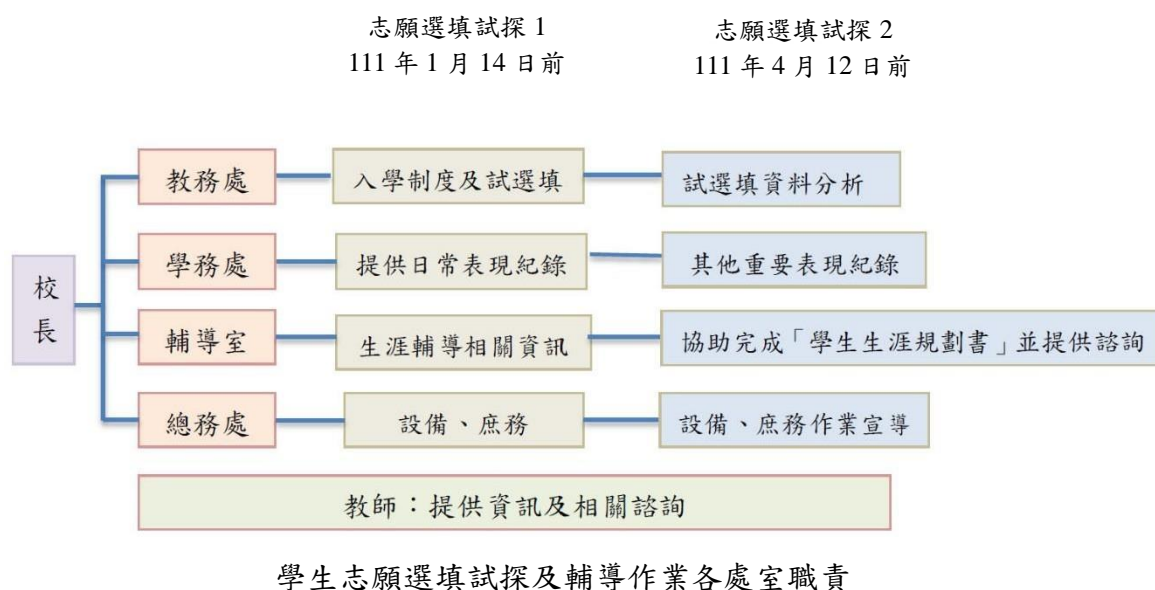 志願選填試探 1
111 年 1 月 14 日前
志願選填試探 2
111 年 4 月 12 日前
校長
教務處
入學制度及試選填
試選填資料分析
學務處
提供日常表現紀錄
其他重要表現紀錄
輔導室
生涯輔導相關資訊
協助完成「學生生涯規劃書」並提供諮詢
總務處
設備、庶務
設備、庶務作業宣導
教師：提供資訊及相關諮詢
學生志願選填試探及輔導作業各處室職責